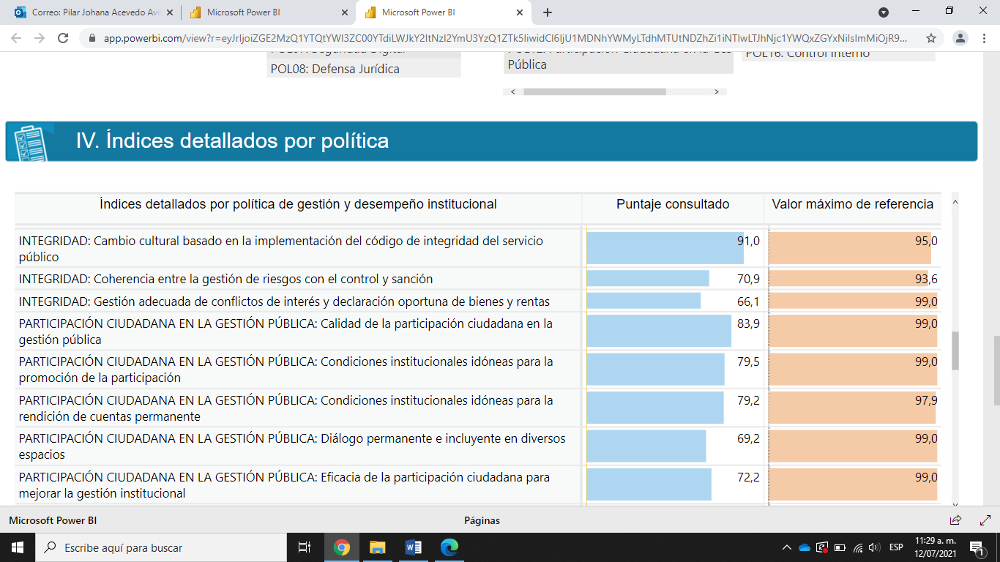 Correo: Pilar Johana Acevedo Avi
Microsoft Power BI
Microsoft Power BI
POL08: Defensa Jurídica
Pública
POL16: Control Interno
IV. Índices detallados por política
Índices detallados por política de gestión y desempeño institucional
Puntaje consultado
Valor máximo de referencia
INTEGRIDAD: Cambio cultural basado en la implementación del código de integridad del servicio
público
91,0
95,0
INTEGRIDAD: Coherencia entre la gestión de riesgos con el control y sanción
70,9
93,6
INTEGRIDAD: Gestión adecuada de conflictos de interés y declaración oportuna de bienes y rentas
66,1
99,0
PARTICIPACIÓN CIUDADANA EN LA GESTIÓN PÚBLICA: Calidad de la participación ciudadana en la
gestión pública
83,9
99,0
PARTICIPACIÓN CIUDADANA EN LA GESTIÓN PÚBLICA: Condiciones institucionales idóneas para la
promoción de la participación
79,5
99,0
PARTICIPACIÓN CIUDADANA EN LA GESTIÓN PÚBLICA: Condiciones institucionales idóneas para la
rendición de cuentas permanente
79,2
97,9
PARTICIPACIÓN CIUDADANA EN LA GESTIÓN PÚBLICA: Diálogo permanente e incluyente en diversos
espacios
69,2
99,0
PARTICIPACIÓN CIUDADANA EN LA GESTIÓN PÚBLICA: Eficacia de la participación ciudadana para
mejorar la gestión institucional
72,2
99,0
Microsoft Power BI
Páginas
Escribe aquí para buscar
ESP
11:29 a. m.
12/07/2021
1